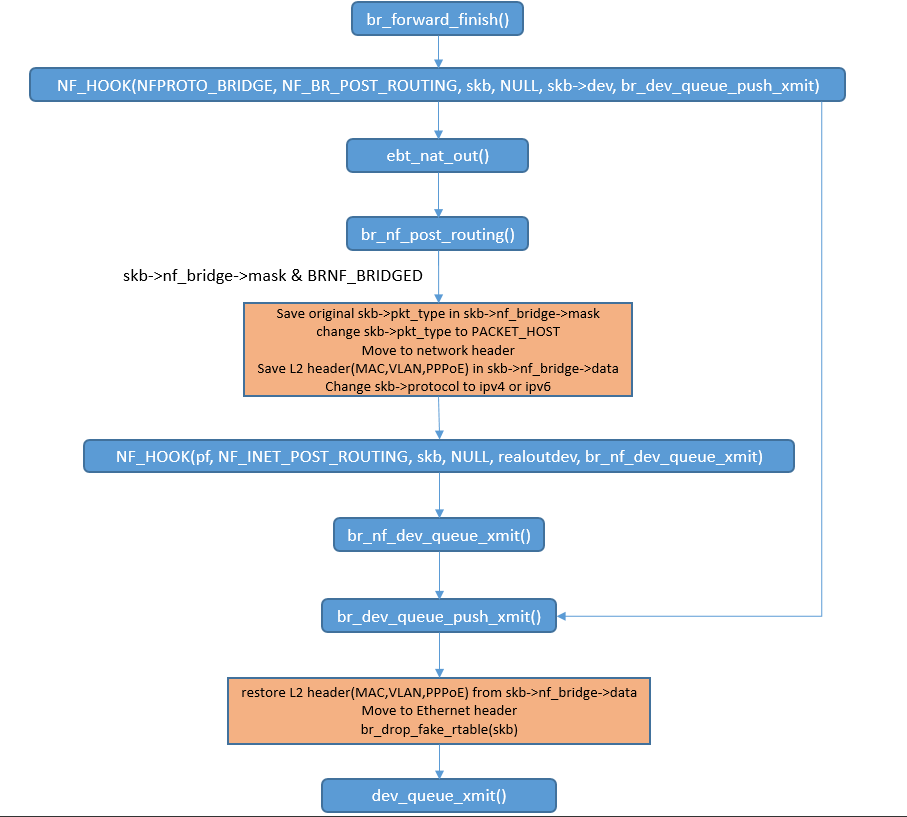 br_forward_finish()
NF_HOOK(NFPROTO_BRIDGE, NF_BR_POST_ROUTING, skb, NULL, skb->dev, br_dev_queue_push_xmit)
ebt_nat_out()
br_nf_post_routing()
skb->nf_bridge->mask & BRNF_BRIDGED
Save original skb->pkt_type in skb->nf_bridge->mask
change skb->pkt_type to PACKET_HOST
Move to network header
Save L2 header(MAC,VLAN,PPPoE) in skb->nf_bridge->data
Change skb->protocol to ipv4 or ipv6
NF_HOOK(pf, NF_INET_POST_ROUTING, skb, NULL, realoutdev, br_nf_dev_queue_xmit)
br_nf_dev_queue_xmit()
br_dev_queue_push_xmit()
restore L2 header(MAC,VLAN,PPPoE) from skb->nf_bridge->data
Move to Ethernet header
br_drop_fake_rtable(skb)
dev_queue_xmit()